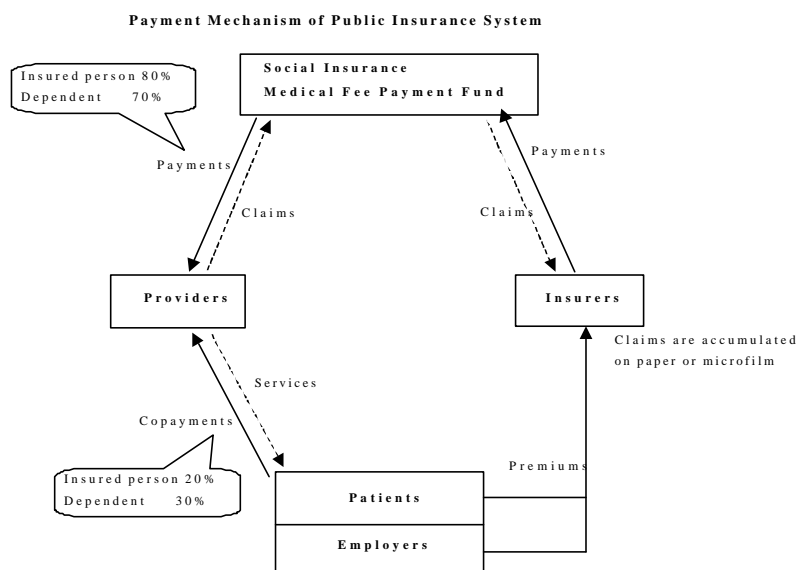 Payment Mechanism of Public Insurance System
Insured person 80%
Dependent 70%
Social Insurance
Medical Fee Payment Fund
Payments
Claims
Payments
Claims
Providers
Insurers
Claims are accumulated
on paper or microfilm
Services
Copayments
Insured person 20%
Dependent 30%
Premiums
Patients
Employers